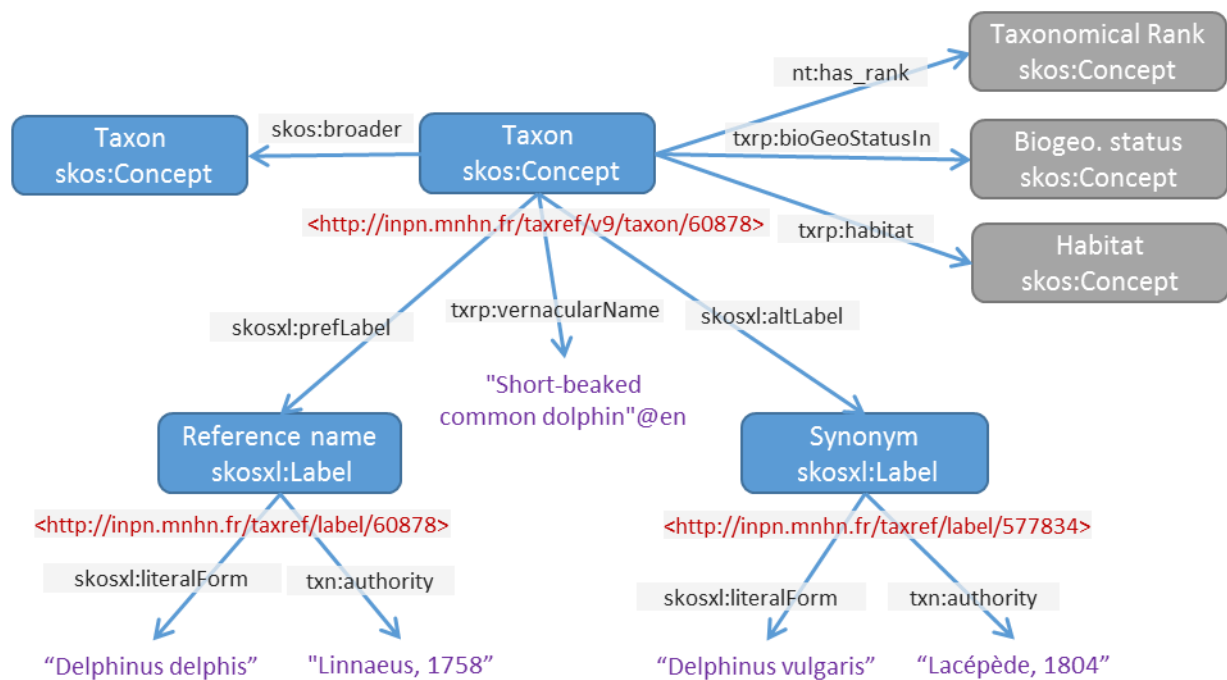 Taxonomical Rank
skos:Concept
nt:has_rank
Taxon
skos:Concept
skos:broader
Taxon
skos:Concept
txrp:bioGeoStatusIn
Biogeo. status
skos:Concept
<http://inpn.mnhn.fr/taxref/v9/taxon/60878>
txrp:habitat
Habitat
skos:Concept
skosxl:prefLabel
txrp:vernacularName
skosxl:altLabel
"Short-beaked
common dolphin"@en
Reference name
skosxl:Label
Synonym
skosxl:Label
<http://inpn.mnhn.fr/taxref/label/60878>
<http://inpn.mnhn.fr/taxref/label/577834>
skosxl:literalForm
txn:authority
skosxl:literalForm
txn:authority
“Delphinus delphis”
"Linnaeus, 1758”
“Delphinus vulgaris”
“Lacépède, 1804”